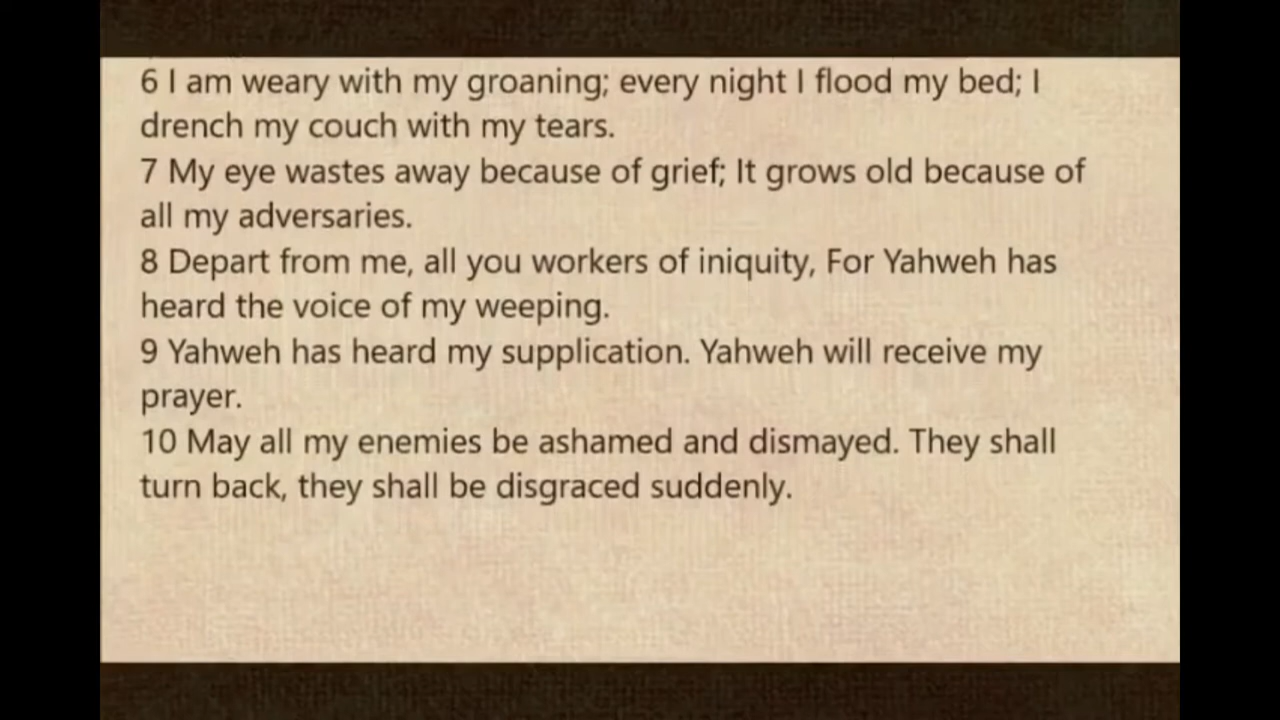 6 I am weary with my groaning; every night I flood my bed; I
drench my couch with my tears.
7 My eye wastes away because of grief; It grows old because of
all my adversaries.
8 Depart from me, all you workers of iniquity, For Yahweh has
heard the voice of my weeping.
9 Yahweh has heard my supplication. Yahweh will receive my
prayer.
10 May all my enemies be ashamed and dismayed. They shall
turn back, they shall be disgraced suddenly.